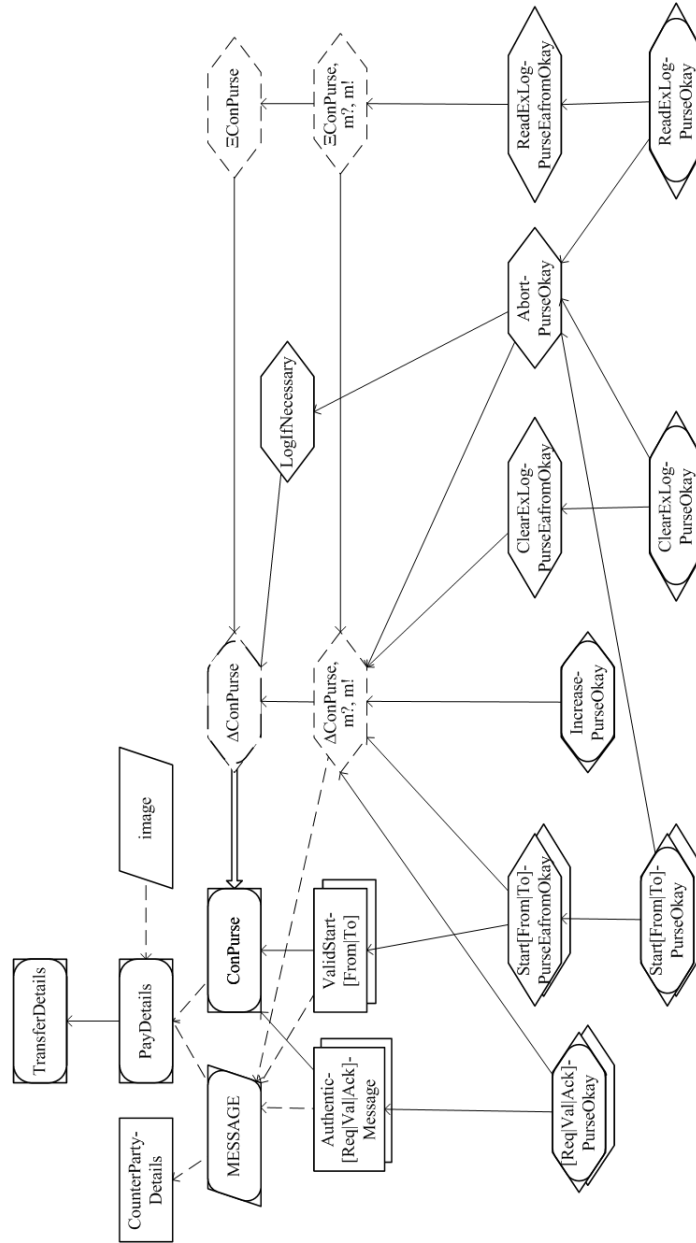 TransferDetails
CounterParty-
Details
PayDetails
image
MESSAGE
ConPurse
ΔConPurse
ΞConPurse
LogIfNecessary
Authentic-
[Req|Val|Ack]-
Message
ValidStart-
[From|To]
ΔConPurse,
m?, m!
ΞConPurse,
m?, m!
Start[From|To]-
PurseEafromOkay
ClearExLog-
PurseEafromOkay
Abort-
PurseOkay
ReadExLog-
PurseEafromOkay
[Req|Val|Ack]-
PurseOkay
Start[From|To]-
PurseOkay
Increase-
PurseOkay
ClearExLog-
PurseOkay
ReadExLog-
PurseOkay